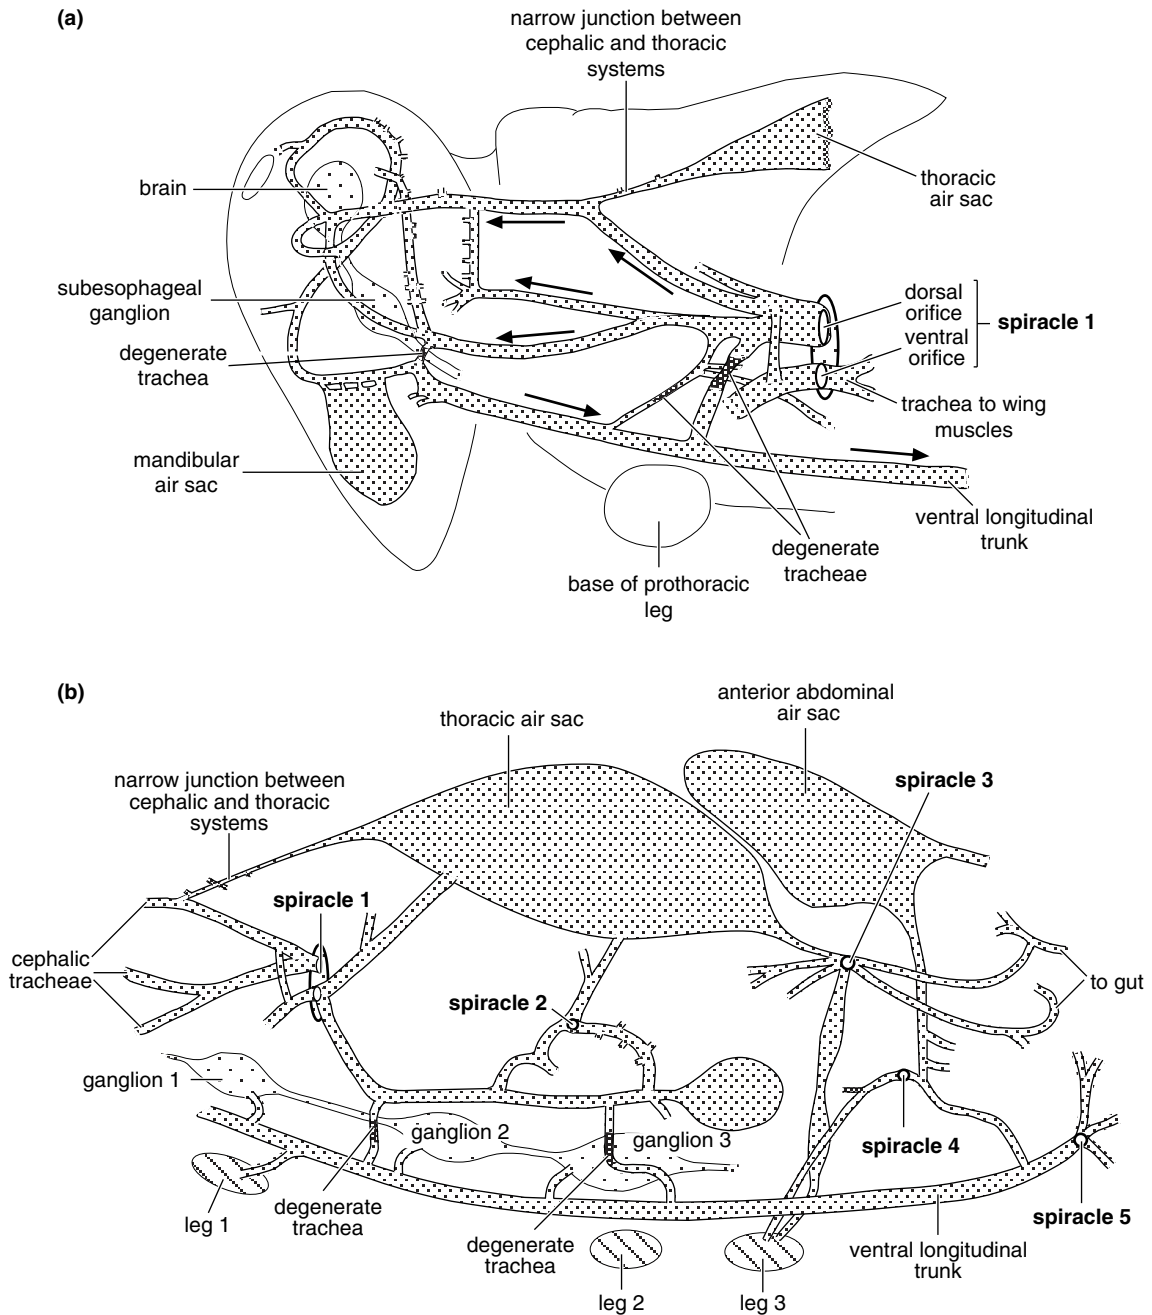 (a)
narrow junction between
cephalic and thoracic
systems
brain
thoracic
air sac
subesophageal
ganglion
dorsal
orifice
ventral
orifice
spiracle 1
degenerate
trachea
trachea to wing
muscles
mandibular
air sac
ventral longitudinal
trunk
degenerate
tracheae
base of prothoracic
leg
(b)
anterior abdominal
air sac
thoracic air sac
narrow junction between
cephalic and thoracic
systems
spiracle 3
spiracle 1
cephalic
tracheae
spiracle 2
to gut
ganglion 1
ganglion 2
ganglion 3
spiracle 4
leg 1
degenerate
trachea
degenerate
trachea
spiracle 5
ventral longitudinal
trunk
leg 2
leg 3